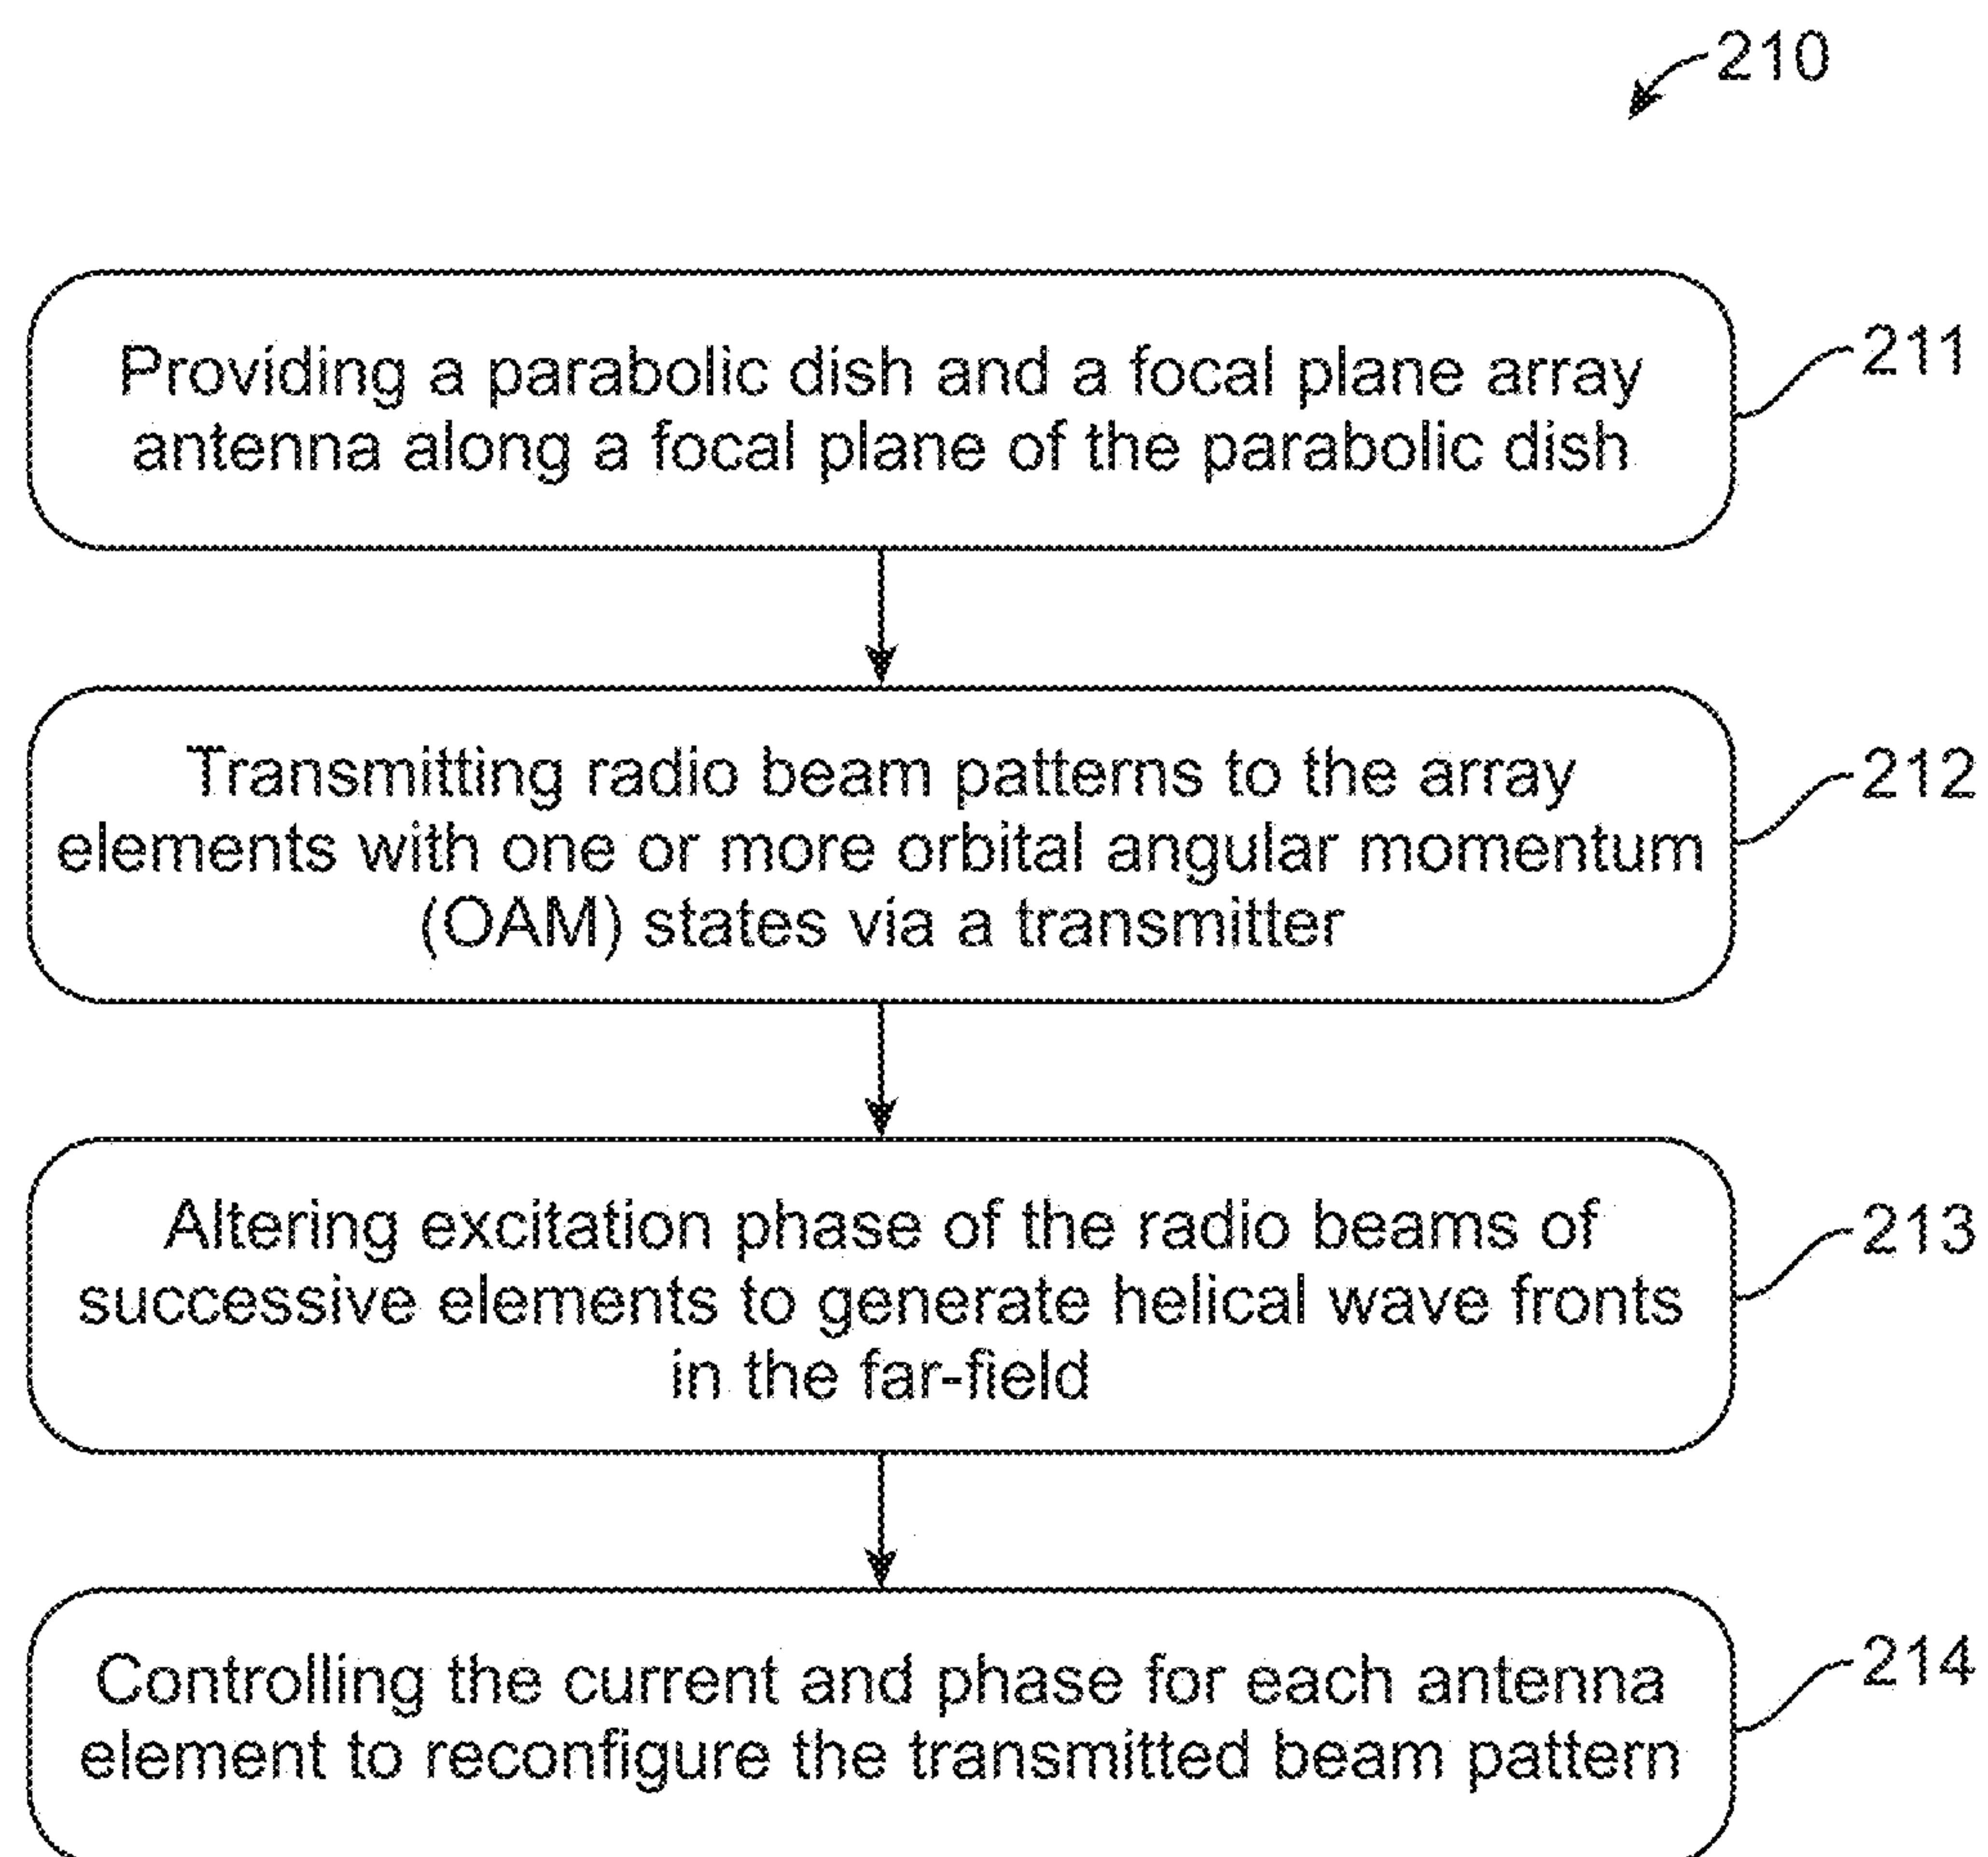 210
Providing a parabolic dish and a focal plane array
antenna along a focal plane of the parabolic dish
211
Transmitting radio beam patterns to the array
elements with one or more orbital angular momentum
(OAM) states via a transmitter
212
Altering excitation phase of the radio beams of
successive elements to generate helical wave fronts
in the far-field
213
Controlling the current and phase for each antenna
element to reconfigure the transmitted beam pattern
214